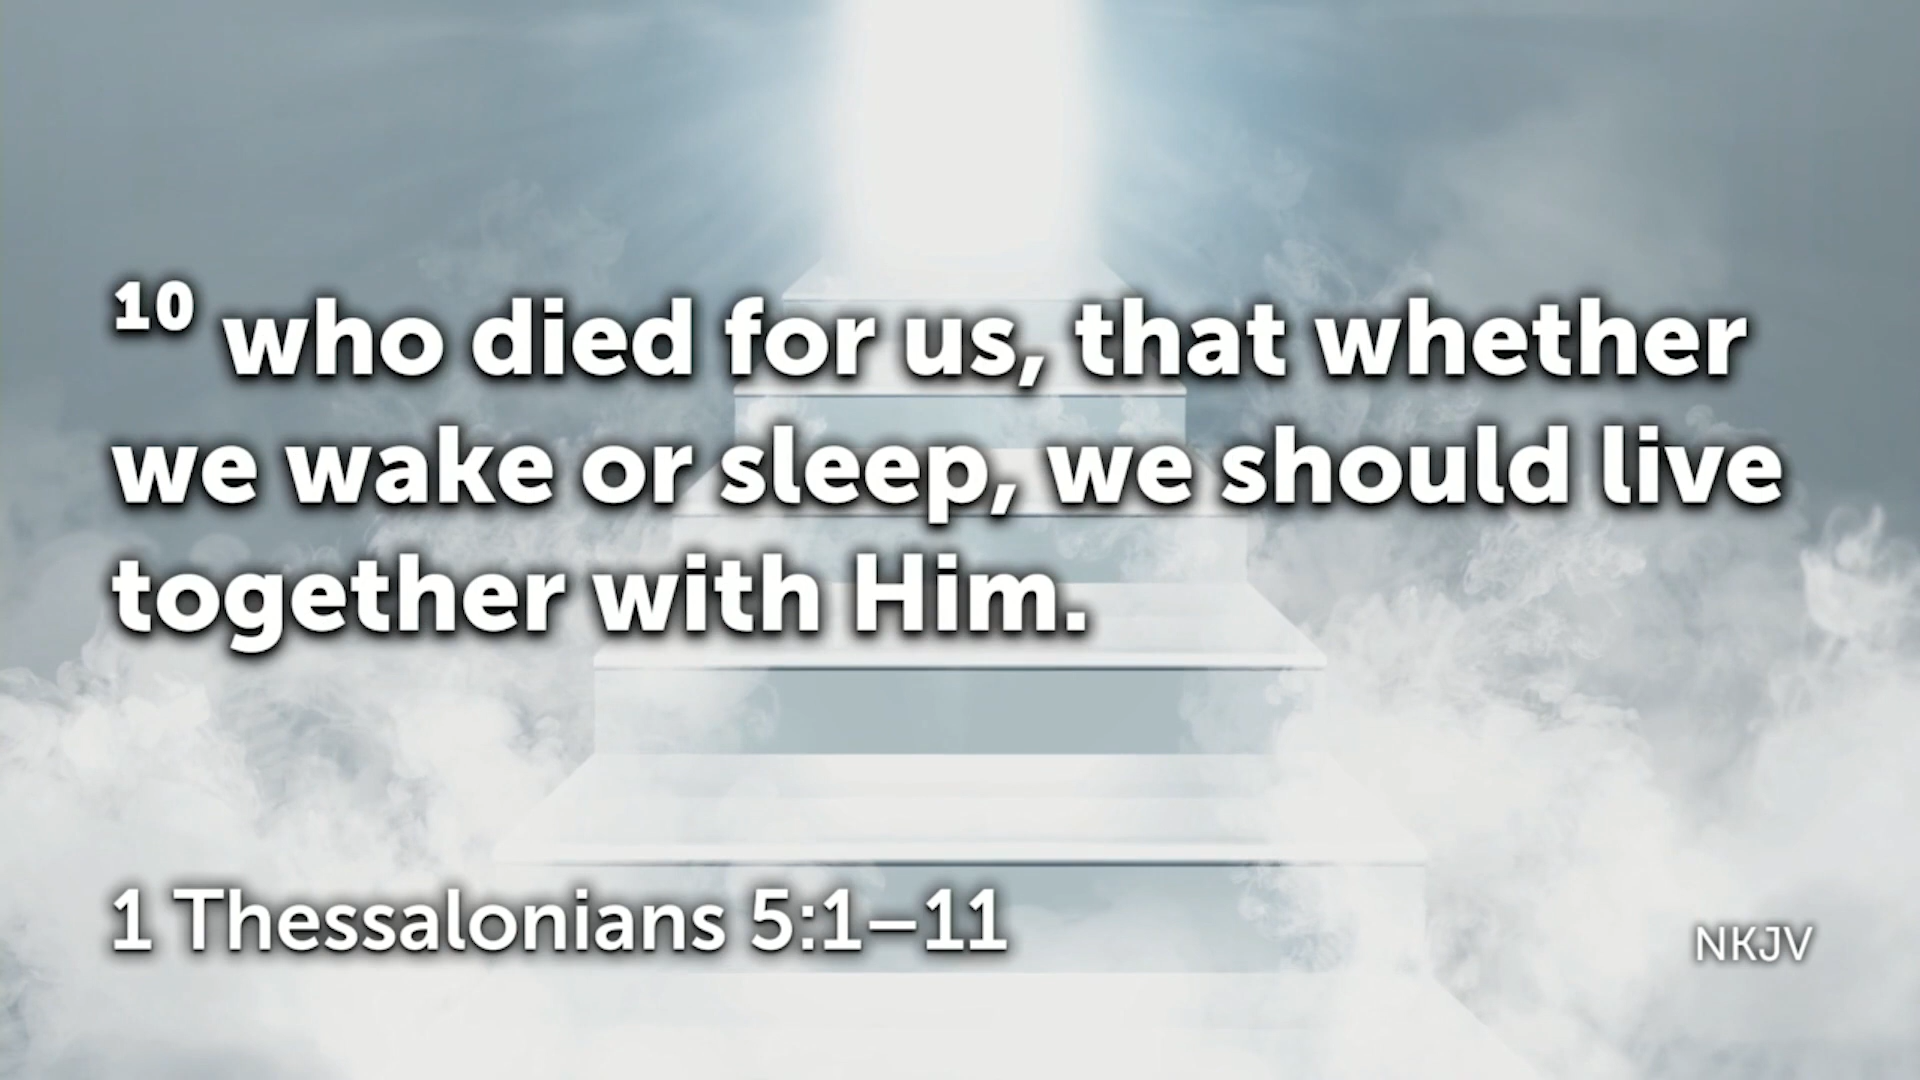 10 who died for us, that whether
we wake or sleep, we should live
together with Him.
1 Thessalonians 5:1–11
NKJV